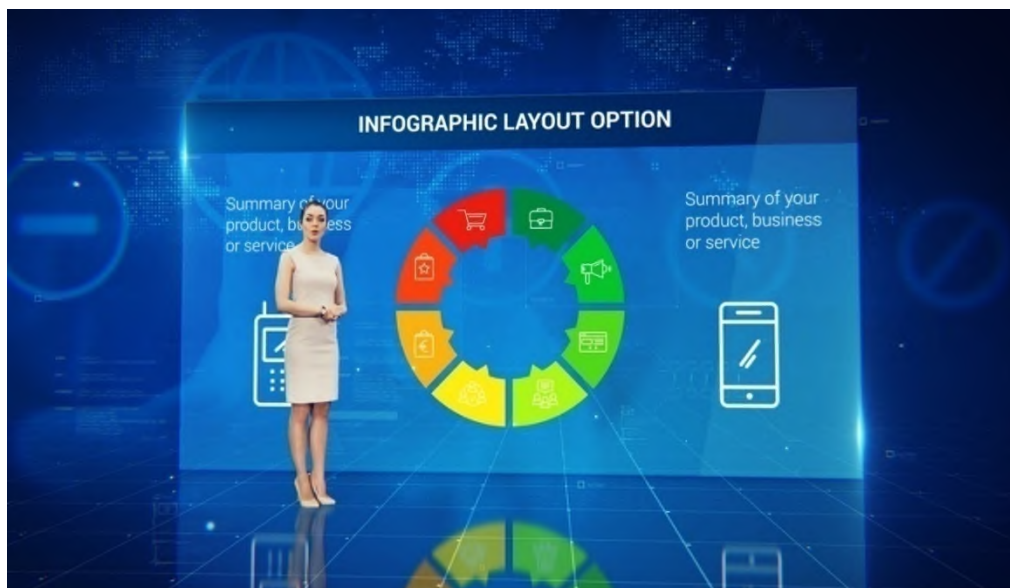 INFOGRAPHIC LAYOUT OPTION
Summary of your
product, business
or service
Summary of your
product, business
or service